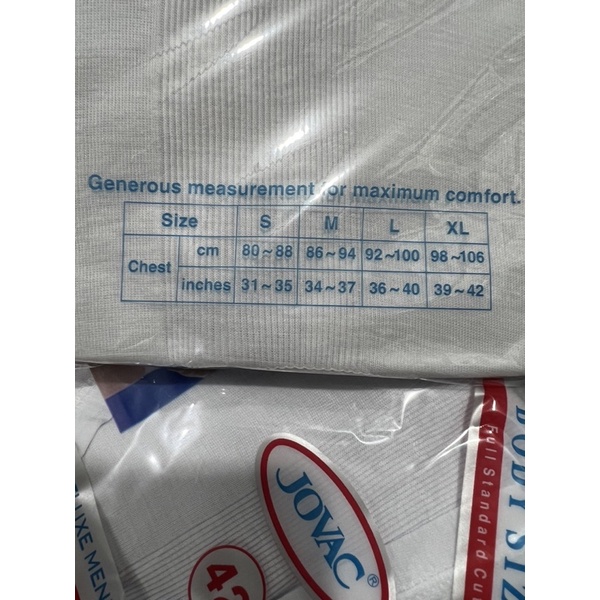 Generous measurement for maximum comfort.
Size S M L XL
Chest cm 80~88 86~94 92~100 98~106
inches 31~35 34~37 36~40 39~42
JOVAC ®
Full Standard